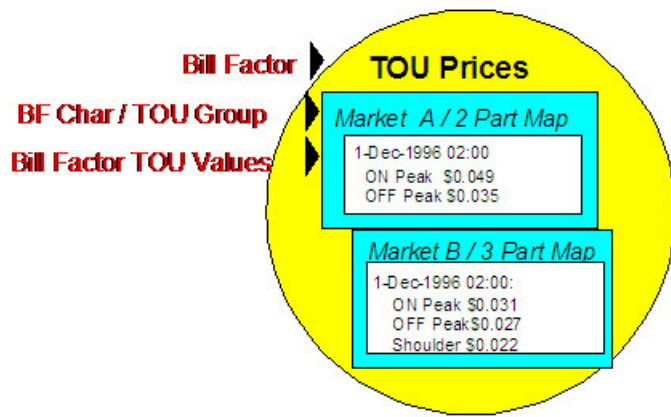 Bill Factor
TOU Prices
BF Char / TOU Group
Market A / 2 Part Map
Bill Factor TOU Values
1-Dec-1996 02:00
ON Peak $0.049
OFF Peak $0.035
Market B / 3 Part Map
1-Dec-1996 02:00:
ON Peak $0.031
OFF Peak$0.027
Shoulder $0.022